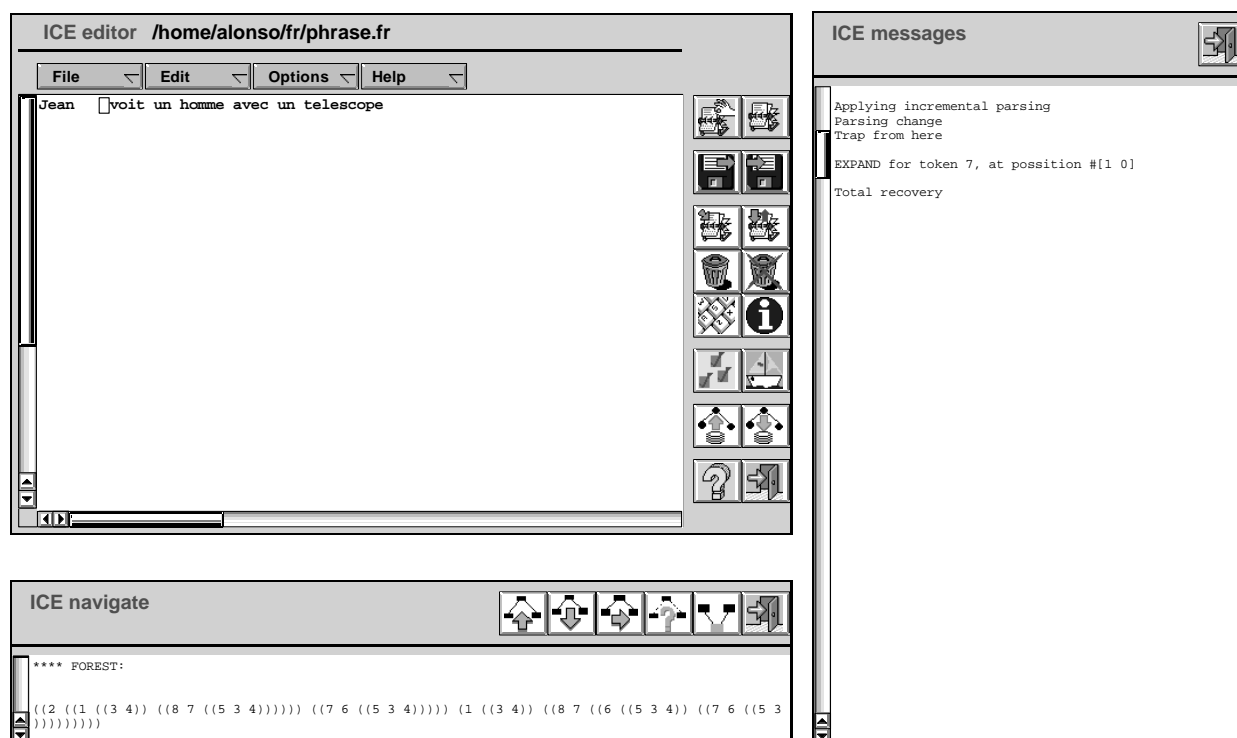 ICE editor /home/alonso/fr/phrase.fr
File Edit Options Help
Jean voit un homme avec un telescope
ICE messages
Applying incremental parsing
Parsing change
Trap from here
EXPAND for token 7, at possition #[1 0]
Total recovery
ICE navigate
**** FOREST:
((2 ((1 ((3 4)) ((8 7 ((5 3 4)))))) ((7 6 ((5 3 4))))) (1 ((3 4)) ((8 7 ((6 ((5 3 4)) ((7 6 ((5 3
)))))))))